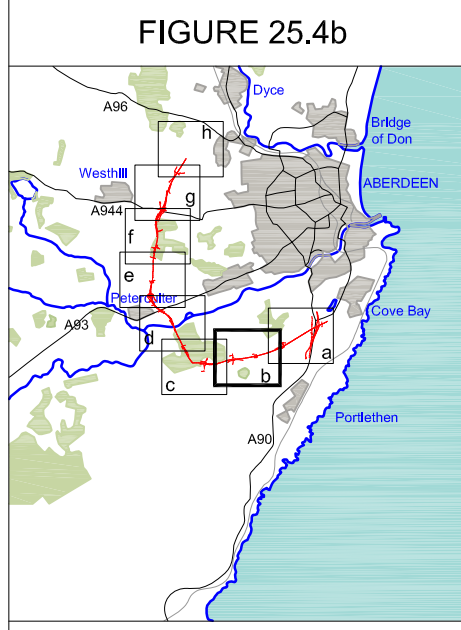 FIGURE 25.4b
Dyce
A96
Bridge
of Don
h
Westhill
ABERDEEN
g
A944
f
e
Peterculter
Cove Bay
A93
d
a
b
c
Portlethen
A90